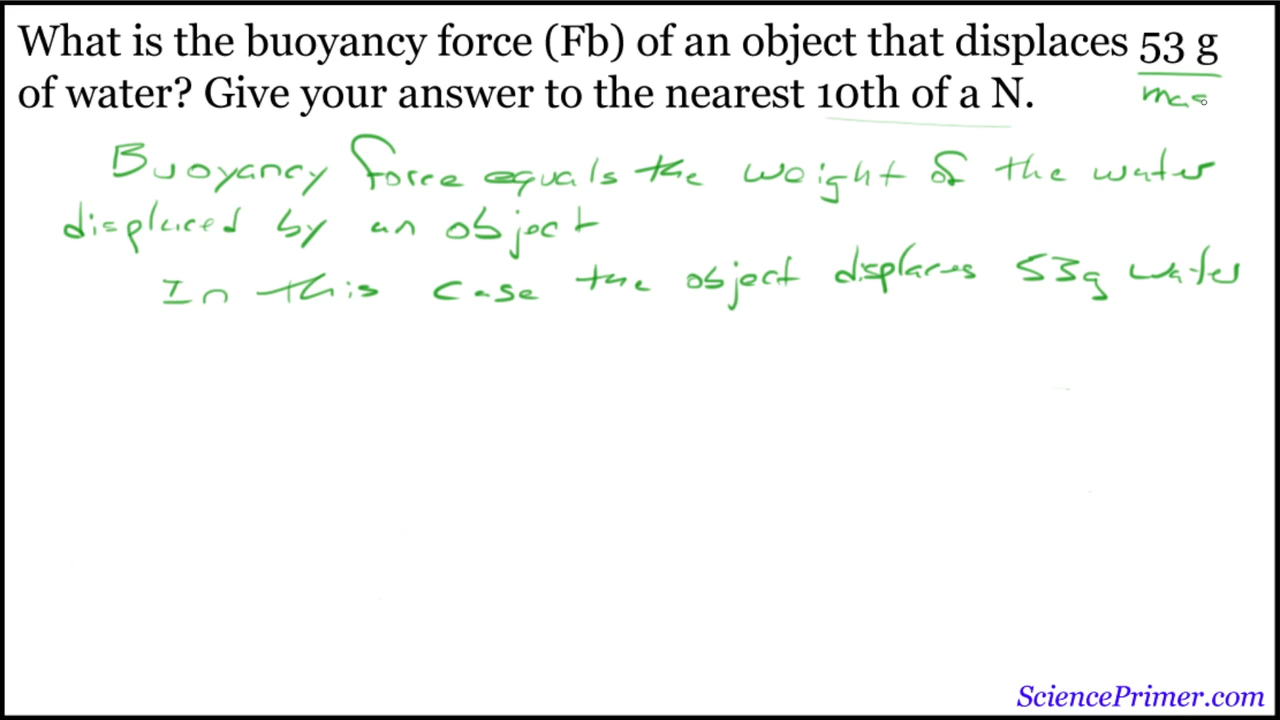 What is the buoyancy force (Fb) of an object that displaces 53 g
of water? Give your answer to the nearest 10th of a N.
mas
Buoyancy force equals the weight of the water
displaced by an object
In this case the object displaces 53g water
SciencePrimer.com